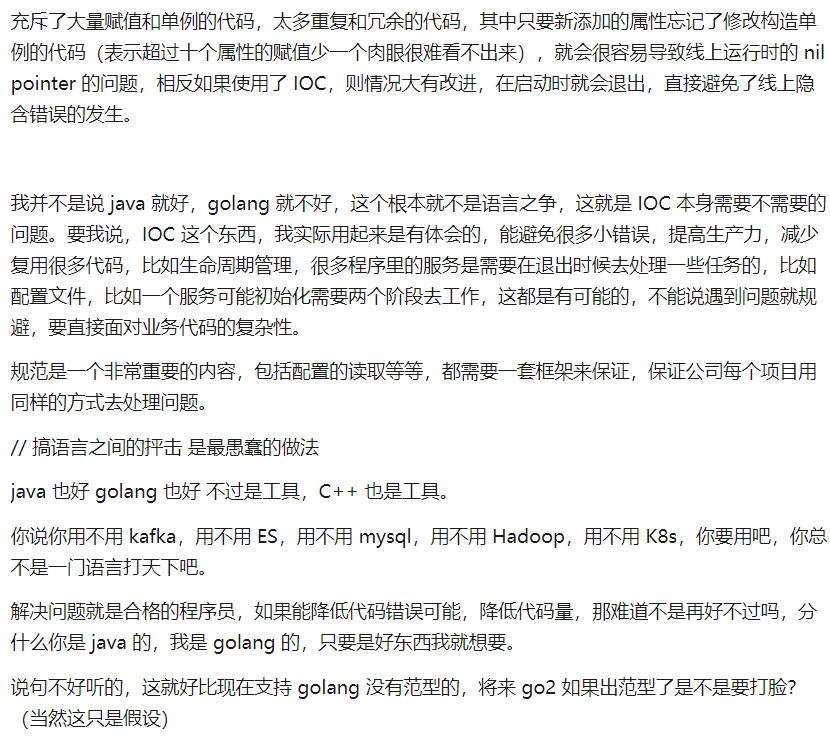 充斥了大量赋值和单例的代码，太多重复和冗余的代码，其中只要新添加的属性忘记了修改构造单
例的代码（表示超过十个属性的赋值少一个肉眼很难看不出来），就会很容易导致线上运行时的 nil
pointer 的问题，相反如果使用了 IOC，则情况大有改进，在启动时就会退出，直接避免了线上隐
含错误的发生。
我并不是说 java 就好，golang 就不好，这个根本就不是语言之争，这就是 IOC 本身需要不需要的
问题。要我说，IOC 这个东西，我实际用起来是有体会的，能避免很多小错误，提高生产力，减少
复用很多代码，比如生命周期管理，很多程序里的服务是需要在退出时候去处理一些任务的，比如
配置文件，比如一个服务可能初始化需要两个阶段去工作，这都是有可能的，不能说遇到问题就规
避，要直接面对业务代码的复杂性。
规范是一个非常重要的内容，包括配置的读取等等，都需要一套框架来保证，保证公司每个项目用
同样的方式去处理问题。
// 搞语言之间的抨击 是最愚蠢的做法
java 也好 golang 也好 不过是工具，C++ 也是工具。
你说你用不用 kafka，用不用 ES，用不用 mysql，用不用 Hadoop，用不用 K8s，你要用吧，你总
不是一门语言打天下吧。
解决问题就是合格的程序员，如果能降低代码错误可能，降低代码量，那难道不是再好不过吗，分
什么你是 java 的，我是 golang 的，只要是好东西我就想要。
说句不好听的，这就好比现在支持 golang 没有范型的，将来 go2 如果出范型了是不是要打脸？
（当然这只是假设）